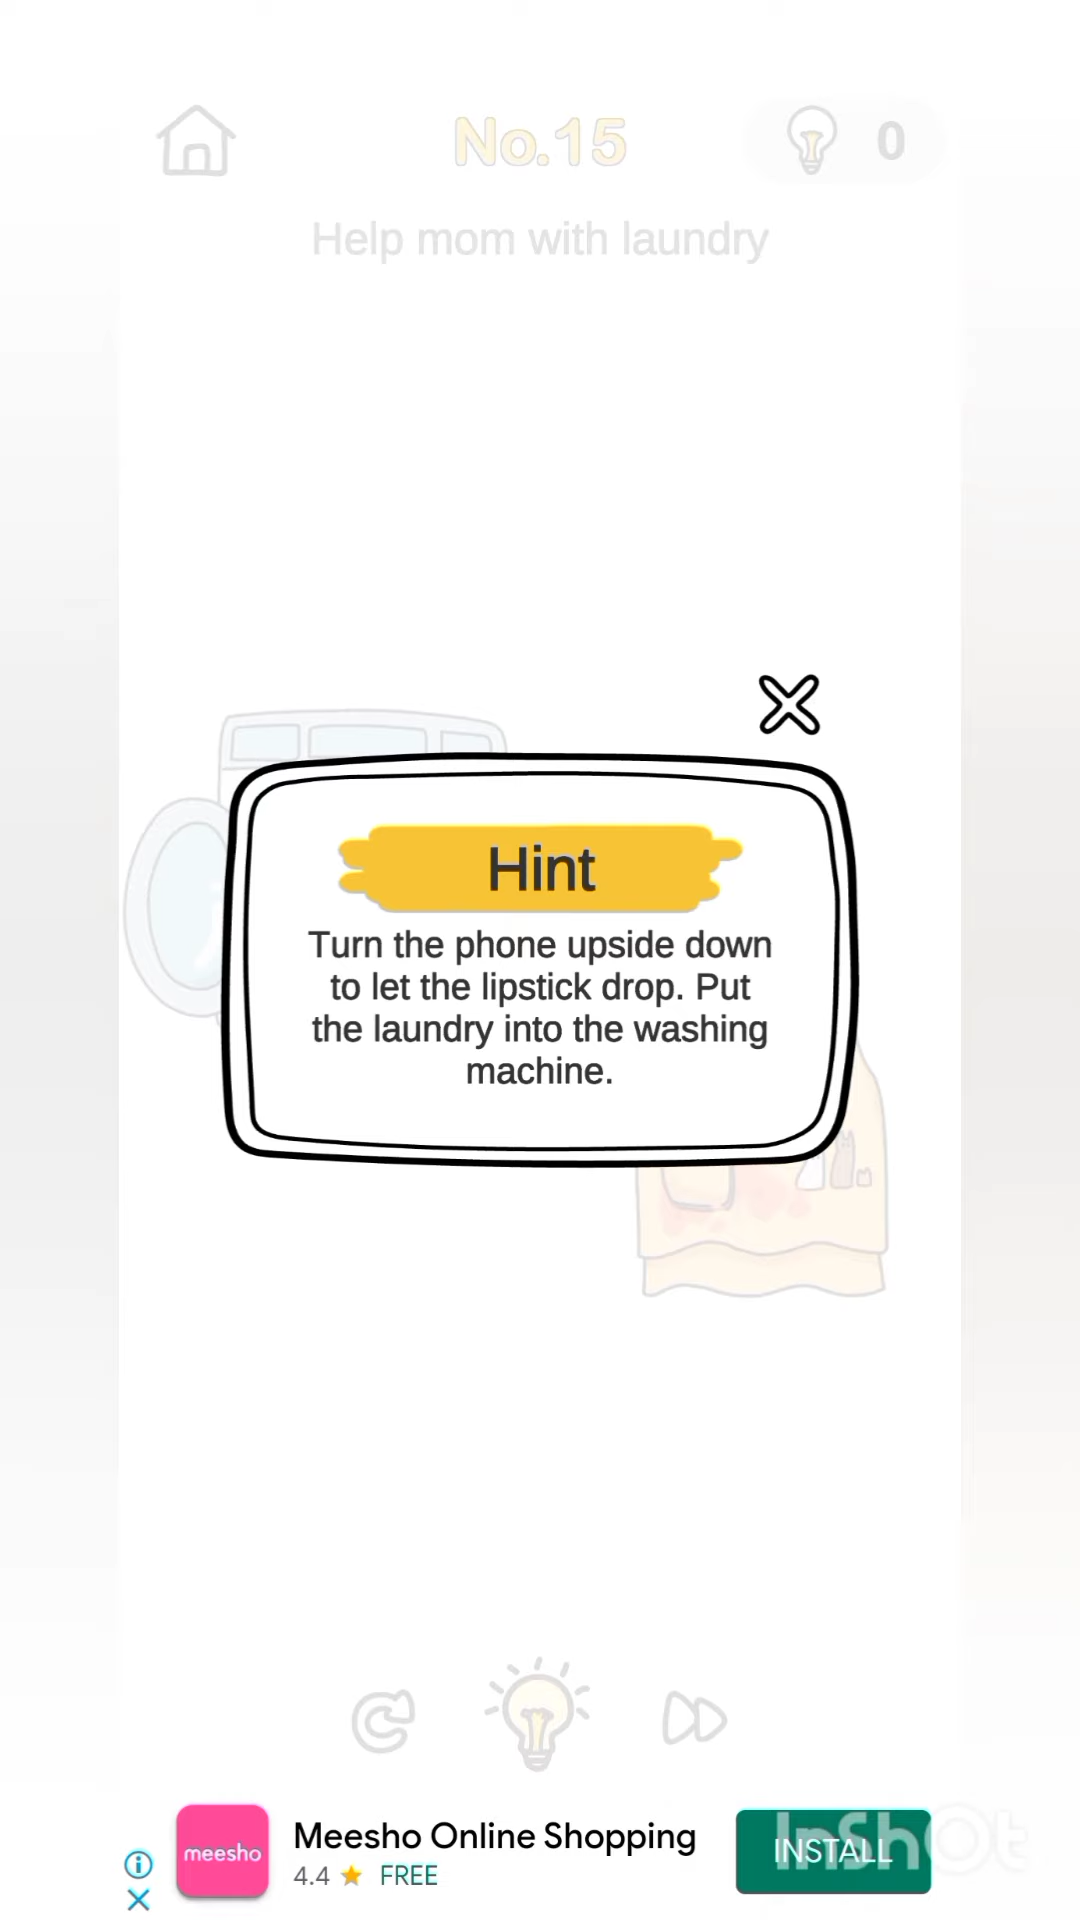 No.15
0
Help mom with laundry
Hint
Turn the phone upside down
to let the lipstick drop. Put
the laundry into the washing
machine.
Meesho Online Shopping
meesho
INSTALL
InShOt
4.4 ★ FREE